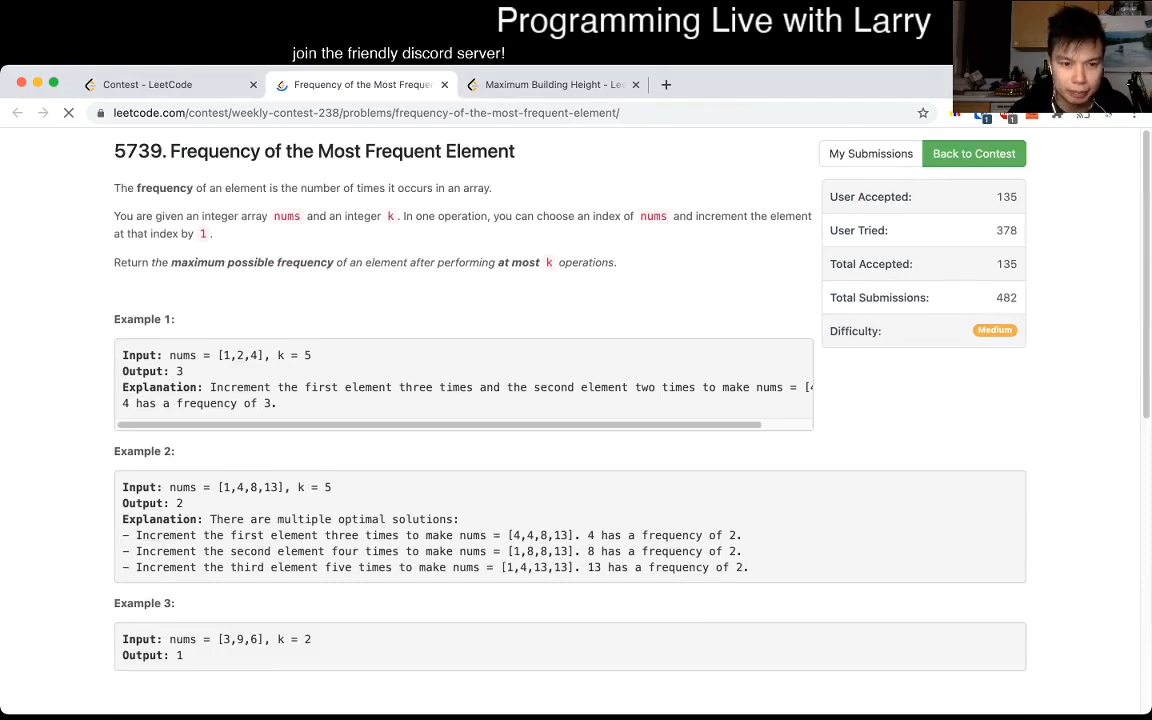 Programming Live with Larry
join the friendly discord server!
Contest - LeetCode
Frequency of the Most Freque
Maximum Building Height - Le
leetcode.com/contest/weekly-contest-238/problems/frequency-of-the-most-frequent-element/
5739. Frequency of the Most Frequent Element
My Submissions
Back to Contest
The frequency of an element is the number of times it occurs in an array.
You are given an integer array nums and an integer k. In one operation, you can choose an index of nums and increment the element
at that index by 1.
Return the maximum possible frequency of an element after performing at most k operations.
User Accepted: 135
User Tried: 378
Total Accepted: 135
Total Submissions: 482
Difficulty: Medium
Example 1:
Input: nums = [1,2,4], k = 5
Output: 3
Explanation: Increment the first element three times and the second element two times to make nums = [4
4 has a frequency of 3.
Example 2:
Input: nums = [1,4,8,13], k = 5
Output: 2
Explanation: There are multiple optimal solutions:
- Increment the first element three times to make nums = [4,4,8,13]. 4 has a frequency of 2.
- Increment the second element four times to make nums = [1,8,8,13]. 8 has a frequency of 2.
- Increment the third element five times to make nums = [1,4,13,13]. 13 has a frequency of 2.
Example 3:
Input: nums = [3,9,6], k = 2
Output: 1